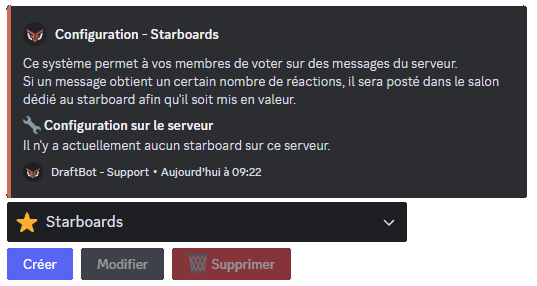 Configuration - Starboards
Ce système permet à vos membres de voter sur des messages du serveur.
Si un message obtient un certain nombre de réactions, il sera posté dans le salon
dédié au starboard afin qu'il soit mis en valeur.
Configuration sur le serveur
Il n'y a actuellement aucun starboard sur ce serveur.
DraftBot - Support • Aujourd'hui à 09:22
Starboards
Créer
Modifier
Supprimer